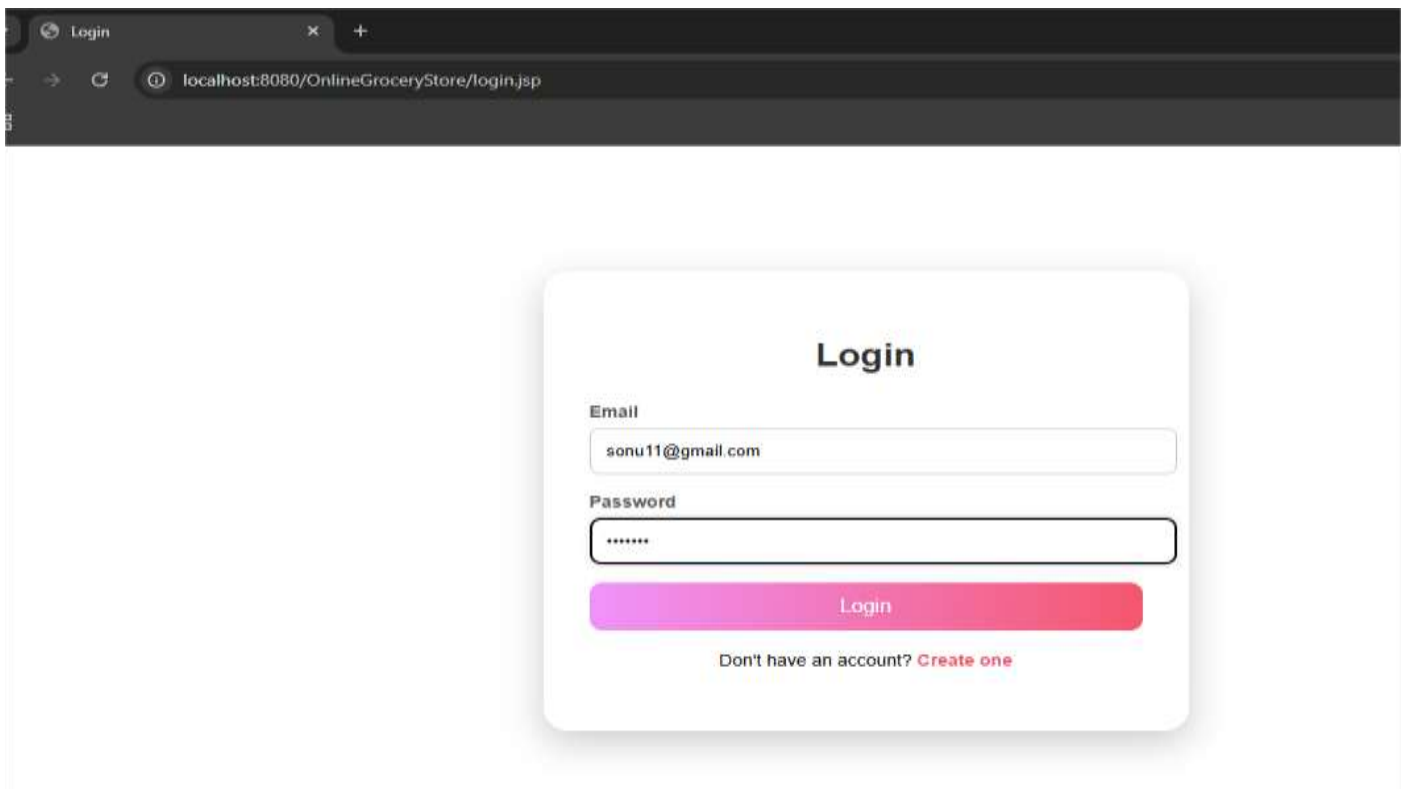 Login
localhost:8080/OnlineGroceryStore/login.jsp
Login
Email
sonu11@gmail.com
Password
•••••••
Login
Don't have an account? Create one